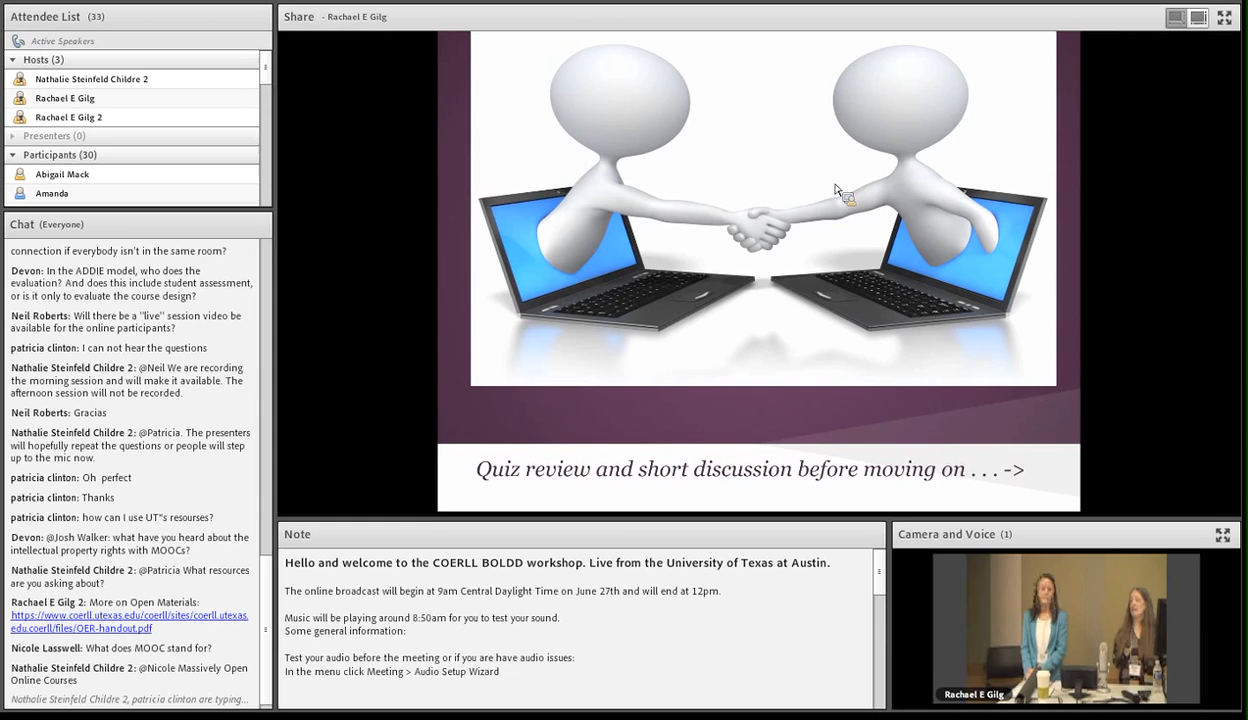 Attendee List (33)
Active Speakers
Hosts (3)
Nathalie Steinfeld Childre 2
Rachael E Gilg
Rachael E Gilg 2
Presenters (0)
Participants (30)
Abigail Mack
Amanda
Chat (Everyone)
connection if everybody isn't in the same room?
Devon: In the ADDIE model, who does the
evaluation? And does this include student assessment,
or is it only to evaluate the course design?
Neil Roberts: Will there be a "live" session video be
available for the online participants?
patricia clinton: I can not hear the questions
Nathalie Steinfeld Childre 2: @Neil We are recording
the morning session and will make it available. The
afternoon session will not be recorded.
Neil Roberts: Gracias
Nathalie Steinfeld Childre 2: @Patricia. The presenters
will hopefully repeat the questions or people will step
up to the mic now.
patricia clinton: Oh perfect
patricia clinton: Thanks
patricia clinton: how can I use UT"s resourses?
Devon: @Josh Walker: what have you heard about the
intellectual property rights with MOOCs?
Nathalie Steinfeld Childre 2: @Patricia What resources
are you asking about?
Rachael E Gilg 2: More on Open Materials:
https://www.coerll.utexas.edu/coerll/sites/coerll.utexas.
edu.coerll/files/OER-handout.pdf
Nicole Lasswell: What does MOOC stand for?
Nathalie Steinfeld Childre 2: @Nicole Massively Open
Online Courses
Nathalie Steinfeld Childre 2, patricia clinton are typing...
Share - Rachael E Gilg
Quiz review and short discussion before moving on . . . ->
Note
Hello and welcome to the COERLL BOLDD workshop. Live from the University of Texas at Austin.
The online broadcast will begin at 9am Central Daylight Time on June 27th and will end at 12pm.
Music will be playing around 8:50am for you to test your sound.
Some general information:
Test your audio before the meeting or if you are have audio issues:
In the menu click Meeting > Audio Setup Wizard
Camera and Voice (1)
Rachael E Gilg